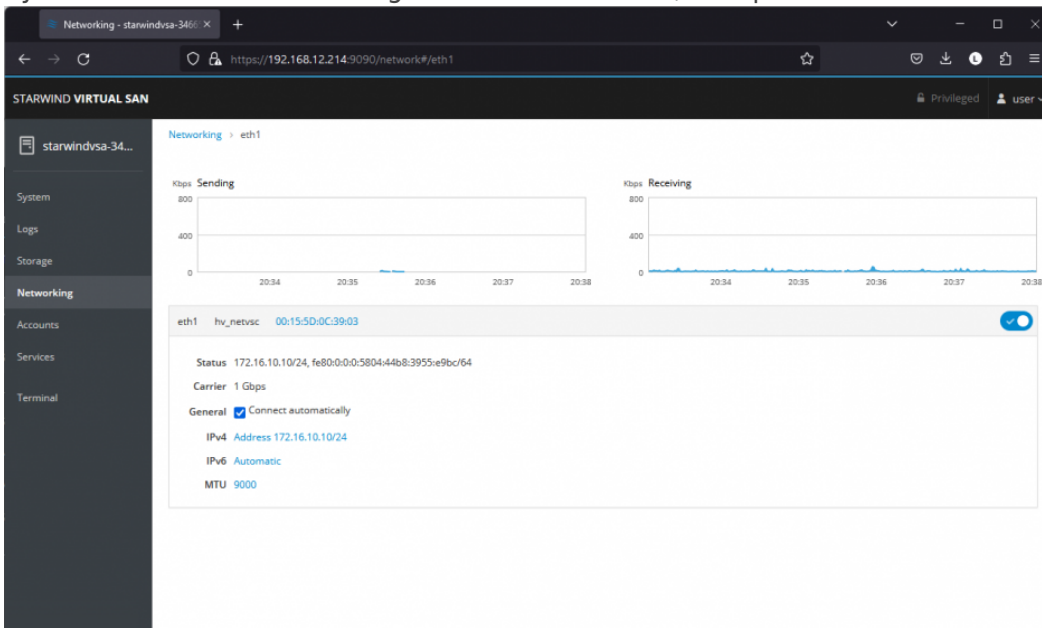 Networking - starwindvsa-346
https://192.168.12.214:9090/network#/eth1
STARWIND VIRTUAL SAN
Privileged
user
starwindvsa-34...
System
Logs
Storage
Networking
Accounts
Services
Terminal
Networking > eth1
Kbps Sending
800
400
0
20:34 20:35 20:36 20:37 20:38
Kbps Receiving
800
400
0
20:34 20:35 20:36 20:37 20:38
eth1 hv_netvsc 00:15:5D:0C:39:03
Status 172.16.10.10/24, fe80:0:0:0:5804:44b8:3955:e9bc/64
Carrier 1 Gbps
General Connect automatically
IPv4 Address 172.16.10.10/24
IPv6 Automatic
MTU 9000